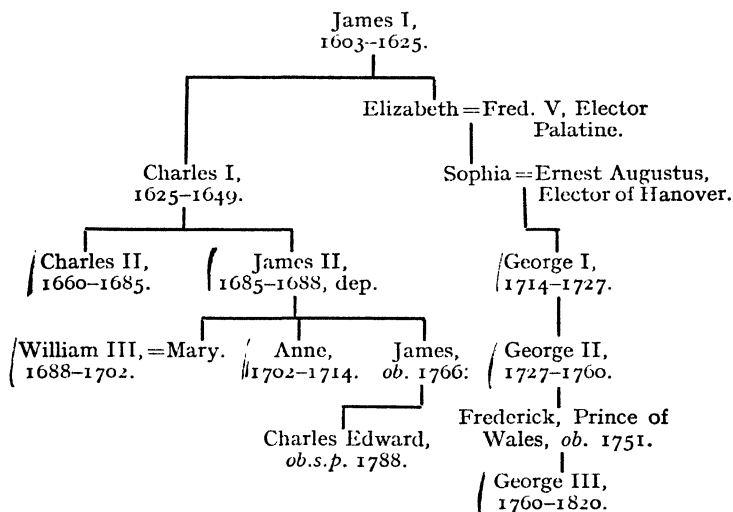 James I,
1603–1625.
Elizabeth = Fred. V, Elector
Palatine.
Charles I,
1625–1649.
Sophia = Ernest Augustus,
Elector of Hanover.
Charles II,
1660–1685.
James II,
1685–1688, dep.
George I,
1714–1727.
William III, = Mary.
1688–1702.
Anne,
1702–1714.
James,
ob. 1766:
George II,
1727–1760.
Charles Edward,
ob.s.p. 1788.
Frederick, Prince of
Wales, ob. 1751.
George III,
1760–1820.